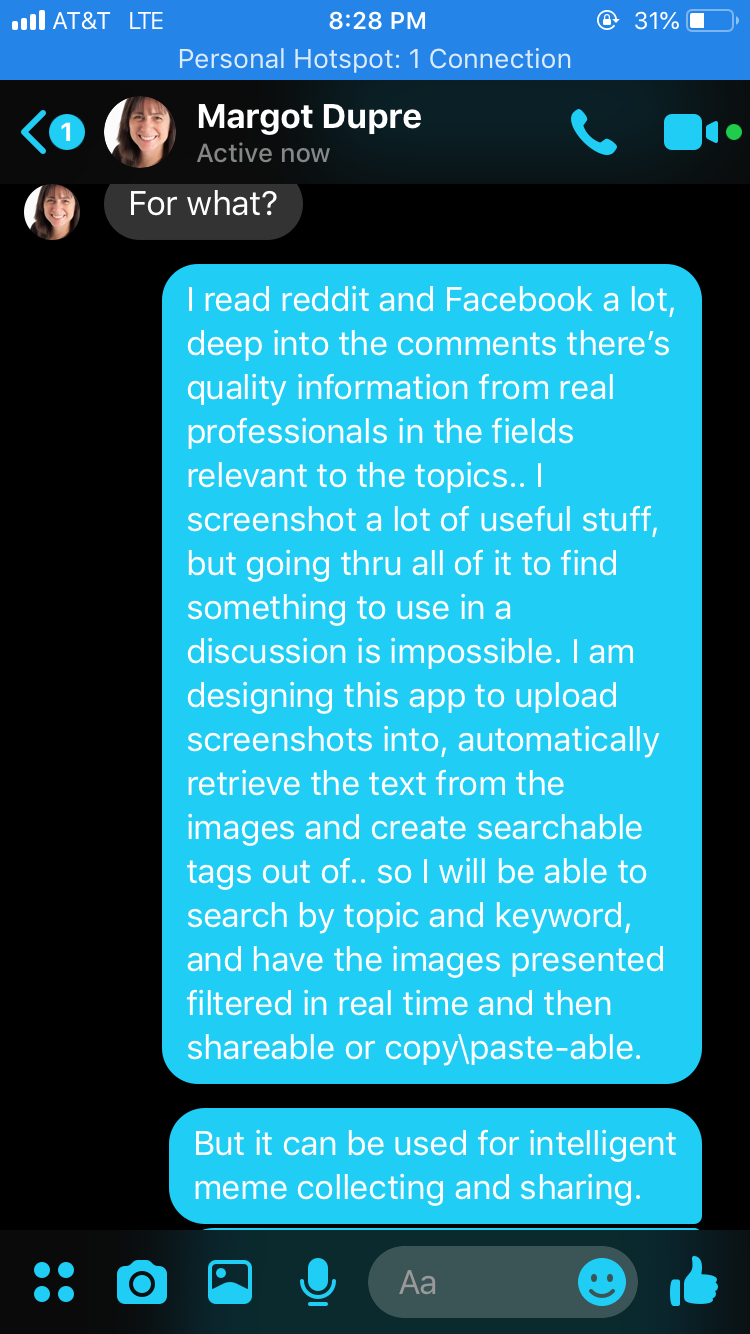 AT&T LTE 8:28 PM 31%
Personal Hotspot: 1 Connection
1
Margot Dupre
Active now
For what?
I read reddit and Facebook a lot,
deep into the comments there's
quality information from real
professionals in the fields
relevant to the topics.. I
screenshot a lot of useful stuff,
but going thru all of it to find
something to use in a
discussion is impossible. I am
designing this app to upload
screenshots into, automatically
retrieve the text from the
images and create searchable
tags out of.. so I will be able to
search by topic and keyword,
and have the images presented
filtered in real time and then
shareable or copy\paste-able.
But it can be used for intelligent
meme collecting and sharing.
Aa